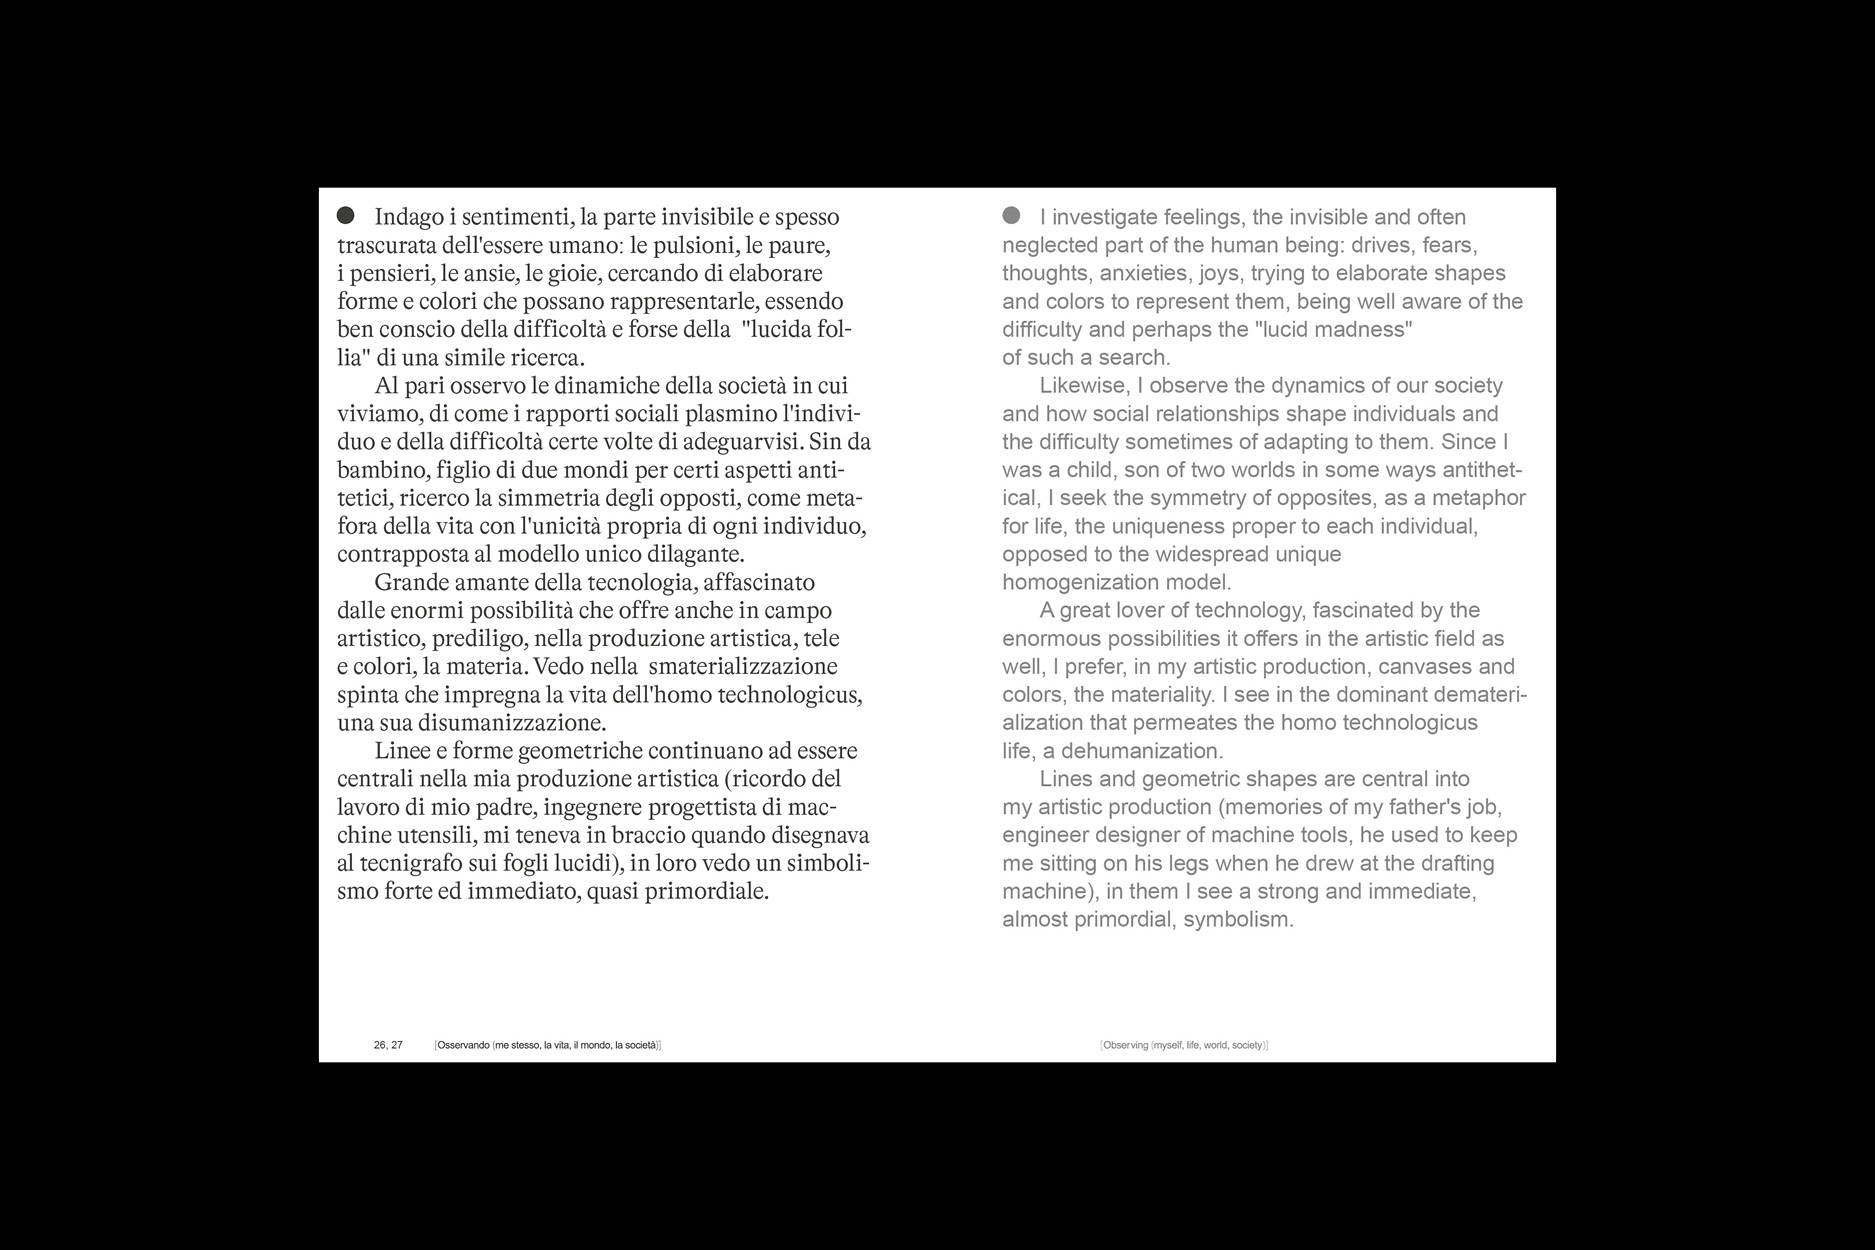 ● Indago i sentimenti, la parte invisibile e spesso
trascurata dell'essere umano: le pulsioni, le paure,
i pensieri, le ansie, le gioie, cercando di elaborare
forme e colori che possano rappresentarle, essendo
ben conscio della difficoltà e forse della "lucida fol-
lia" di una simile ricerca.
Al pari osservo le dinamiche della società in cui
viviamo, di come i rapporti sociali plasmino l'indivi-
duo e della difficoltà certe volte di adeguarvisi. Sin da
bambino, figlio di due mondi per certi aspetti anti-
tetici, ricerco la simmetria degli opposti, come meta-
fora della vita con l'unicità propria di ogni individuo,
contrapposta al modello unico dilagante.
Grande amante della tecnologia, affascinato
dalle enormi possibilità che offre anche in campo
artistico, prediligo, nella produzione artistica, tele
e colori, la materia. Vedo nella smaterializzazione
spinta che impregna la vita dell'homo technologicus,
una sua disumanizzazione.
Linee e forme geometriche continuano ad essere
centrali nella mia produzione artistica (ricordo del
lavoro di mio padre, ingegnere progettista di mac-
chine utensili, mi teneva in braccio quando disegnava
al tecnigrafo sui fogli lucidi), in loro vedo un simboli-
smo forte ed immediato, quasi primordiale.
● I investigate feelings, the invisible and often
neglected part of the human being: drives, fears,
thoughts, anxieties, joys, trying to elaborate shapes
and colors to represent them, being well aware of the
difficulty and perhaps the "lucid madness"
of such a search.
Likewise, I observe the dynamics of our society
and how social relationships shape individuals and
the difficulty sometimes of adapting to them. Since I
was a child, son of two worlds in some ways antithet-
ical, I seek the symmetry of opposites, as a metaphor
for life, the uniqueness proper to each individual,
opposed to the widespread unique
homogenization model.
A great lover of technology, fascinated by the
enormous possibilities it offers in the artistic field as
well, I prefer, in my artistic production, canvases and
colors, the materiality. I see in the dominant demateri-
alization that permeates the homo technologicus
life, a dehumanization.
Lines and geometric shapes are central into
my artistic production (memories of my father's job,
engineer designer of machine tools, he used to keep
me sitting on his legs when he drew at the drafting
machine), in them I see a strong and immediate,
almost primordial, symbolism.
26, 27 [Osservando (me stesso, la vita, il mondo, la società)]
[Observing (myself, life, world, society)]